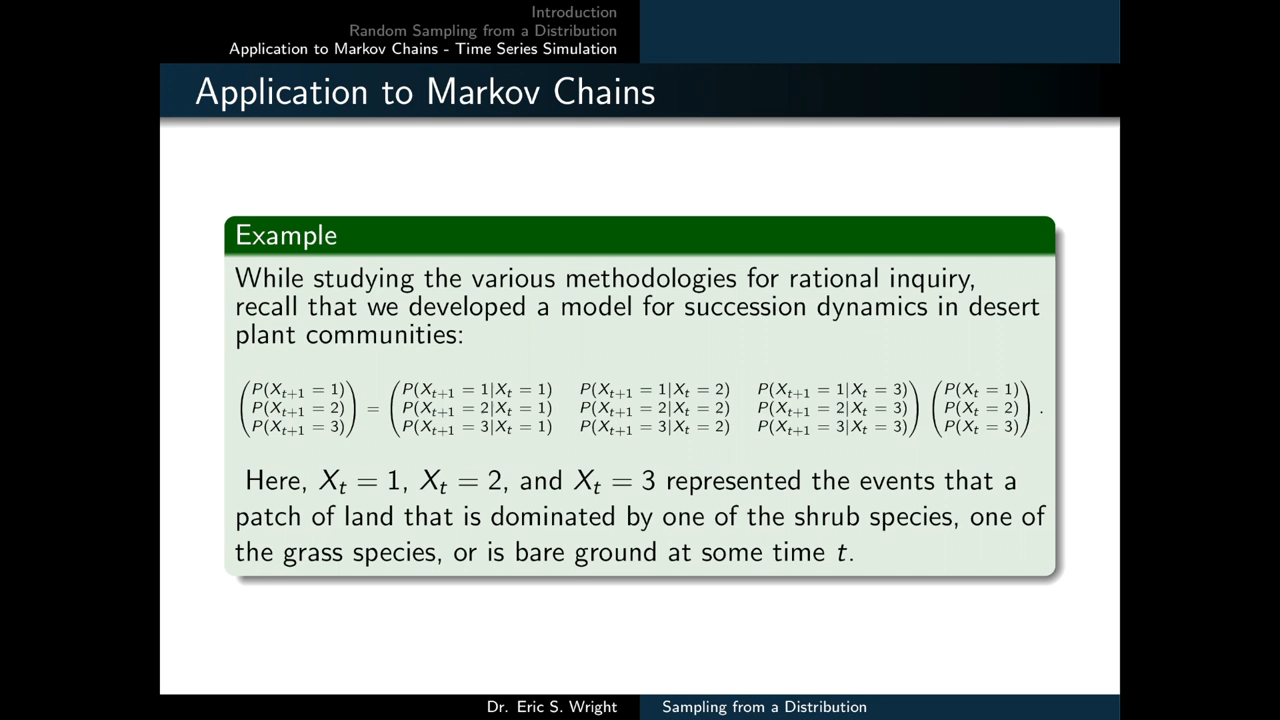 Introduction
Random Sampling from a Distribution
Application to Markov Chains - Time Series Simulation
Application to Markov Chains
Example
While studying the various methodologies for rational inquiry,
recall that we developed a model for succession dynamics in desert
plant communities:
P(X_{t+1} = 1) P(X_{t+1} = 1|X_t = 1) P(X_{t+1} = 1|X_t = 2) P(X_{t+1} = 1|X_t = 3) P(X_t = 1)
P(X_{t+1} = 2) = P(X_{t+1} = 2|X_t = 1) P(X_{t+1} = 2|X_t = 2) P(X_{t+1} = 2|X_t = 3) P(X_t = 2) .
P(X_{t+1} = 3) P(X_{t+1} = 3|X_t = 1) P(X_{t+1} = 3|X_t = 2) P(X_{t+1} = 3|X_t = 3) P(X_t = 3)
Here, X_t = 1, X_t = 2, and X_t = 3 represented the events that a
patch of land that is dominated by one of the shrub species, one of
the grass species, or is bare ground at some time t.
Dr. Eric S. Wright Sampling from a Distribution